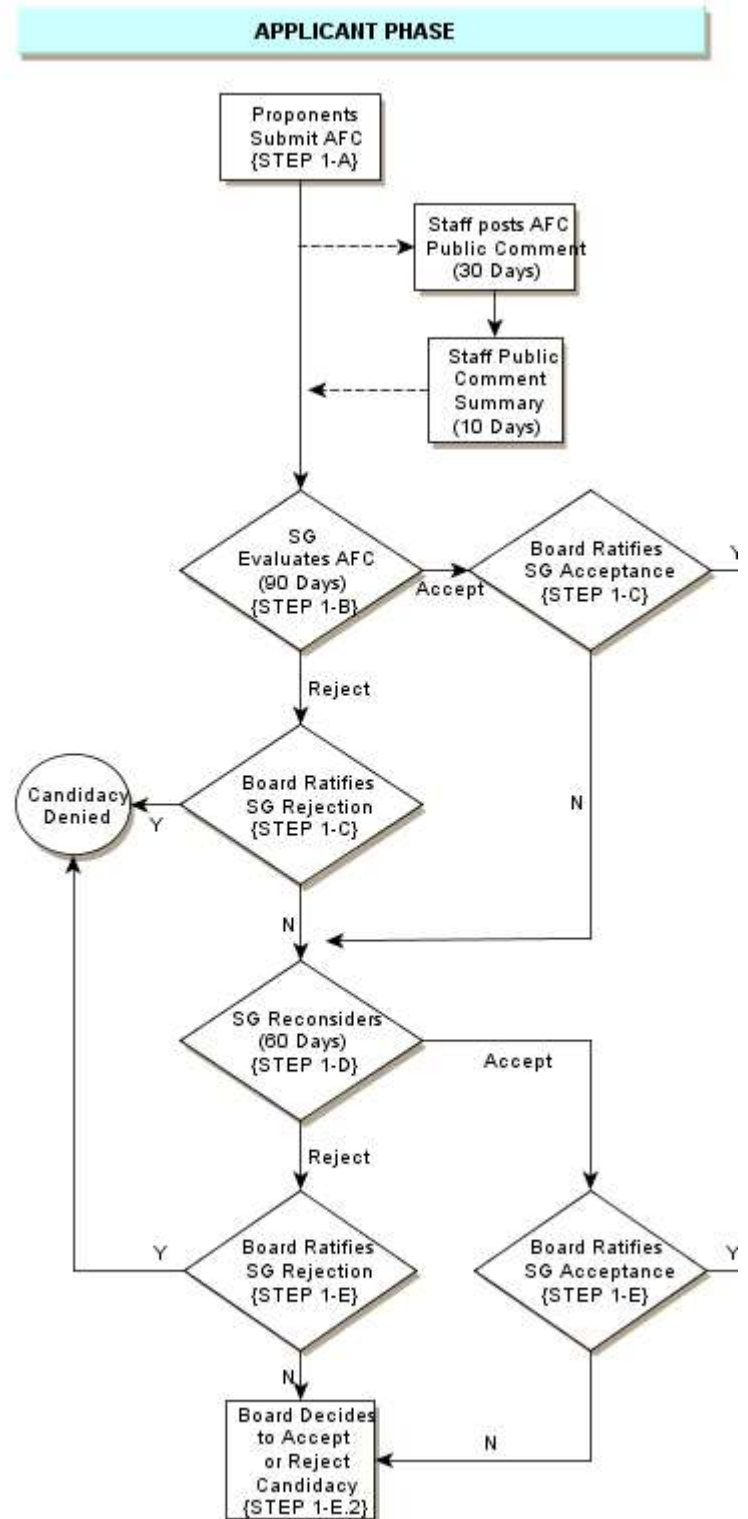 APPLICANT PHASE
Proponents
Submit AFC
{STEP 1-A}
Staff posts AFC
Public Comment
(30 Days)
Staff Public
Comment
Summary
(10 Days)
SG
Evaluates AFC
(90 Days)
{STEP 1-B}
Accept
Board Ratifies
SG Acceptance
{STEP 1-C}
Y
Reject
Candidacy
Denied
Y
Board Ratifies
SG Rejection
{STEP 1-C}
N
N
SG Reconsiders
(60 Days)
{STEP 1-D}
Accept
Reject
Y
Board Ratifies
SG Rejection
{STEP 1-E}
Board Ratifies
SG Acceptance
{STEP 1-E}
Y
N
Board Decides
to Accept
or Reject
Candidacy
{STEP 1-E.2}
N